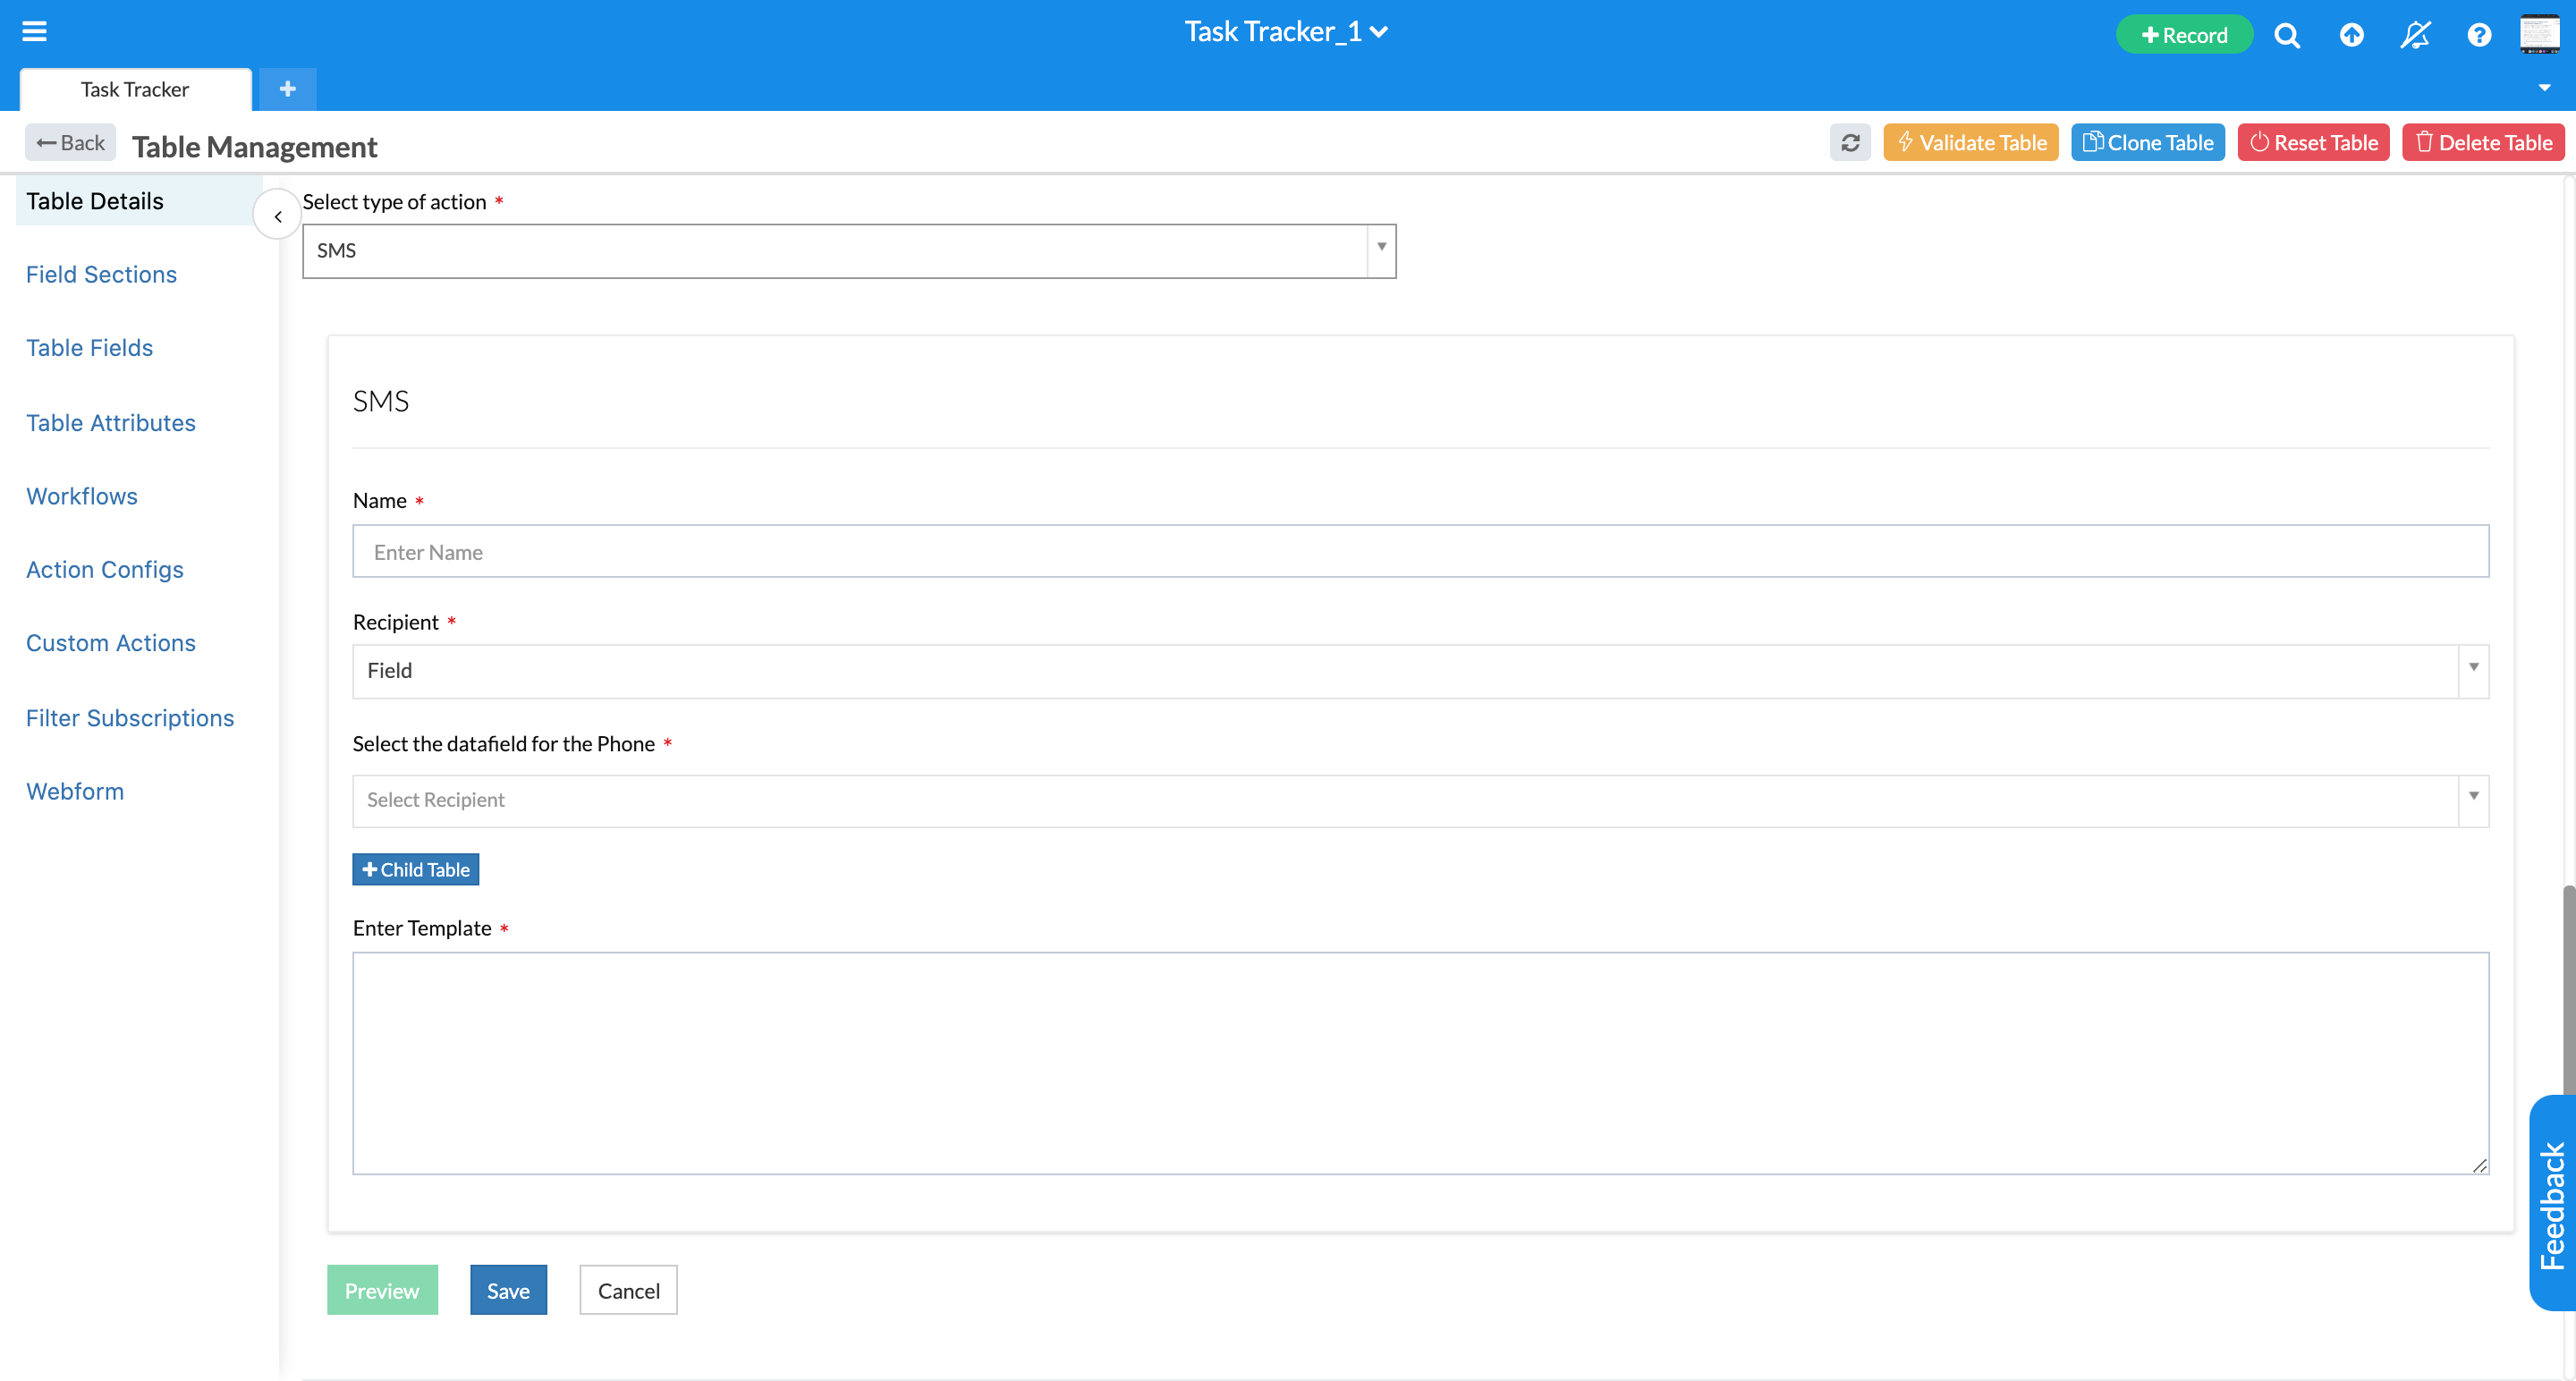 Task Tracker_1
+ Record
Task Tracker
+
Back
Table Management
Validate Table
Clone Table
Reset Table
Delete Table
Table Details
Field Sections
Table Fields
Table Attributes
Workflows
Action Configs
Custom Actions
Filter Subscriptions
Webform
Select type of action *
SMS
SMS
Name *
Enter Name
Recipient *
Field
Select the datafield for the Phone *
Select Recipient
+ Child Table
Enter Template *
Preview
Save
Cancel
Feedback